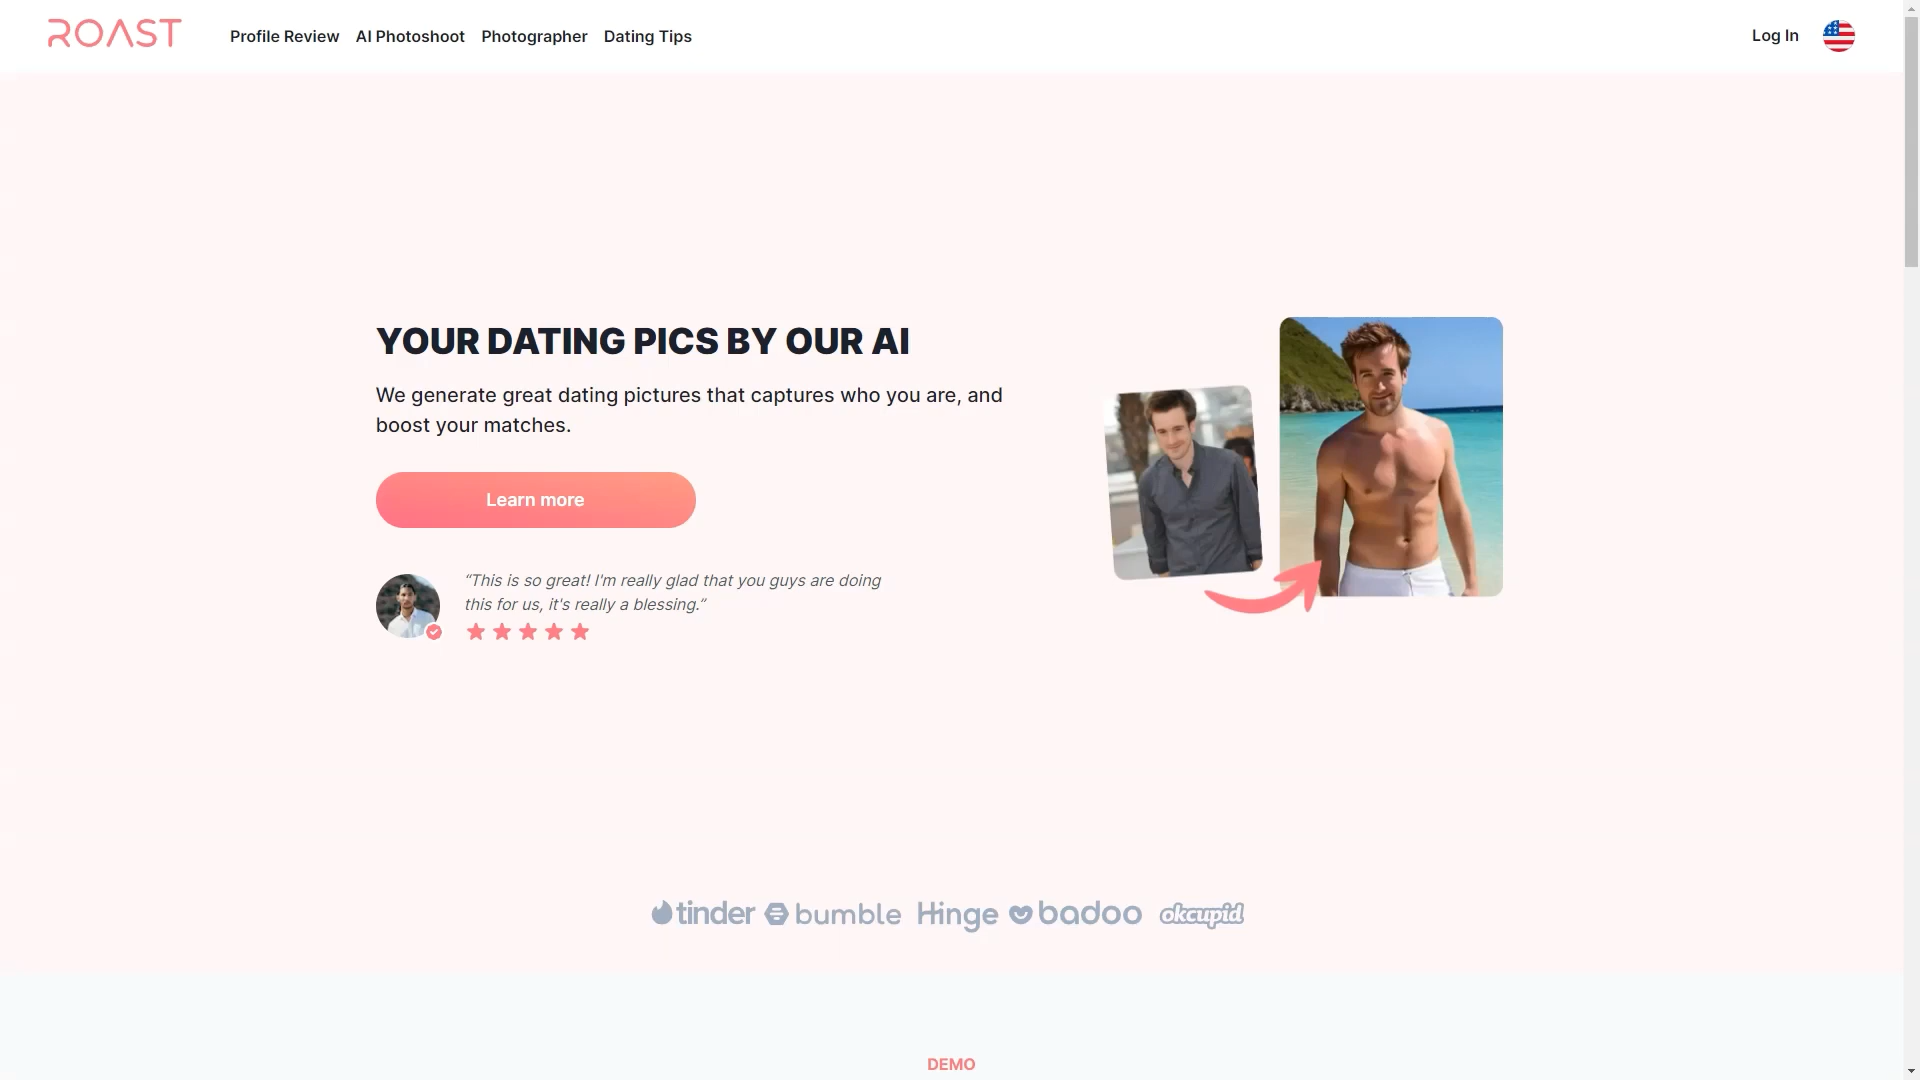 ROAST
Profile Review
AI Photoshoot
Photographer
Dating Tips
Log In
YOUR DATING PICS BY OUR AI
We generate great dating pictures that captures who you are, and
boost your matches.
Learn more
“This is so great! I'm really glad that you guys are doing
this for us, it's really a blessing.”
tinder
bumble
Hinge
badoo
okcupid
DEMO